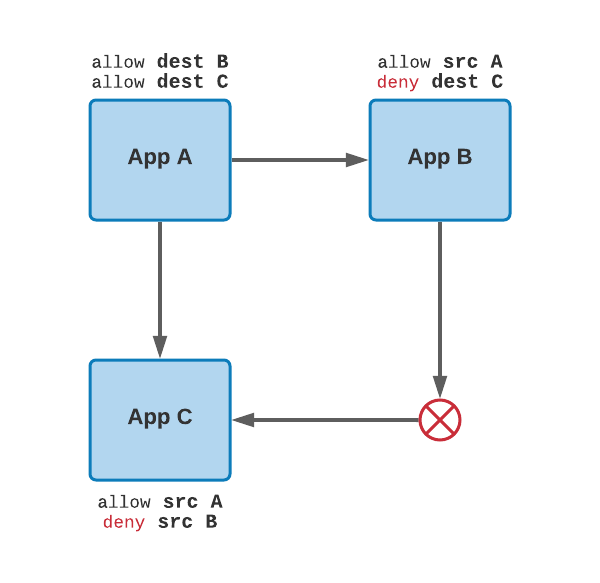 allow dest B
allow dest C
App A
allow src A
deny dest C
App B
App C
allow src A
deny src B